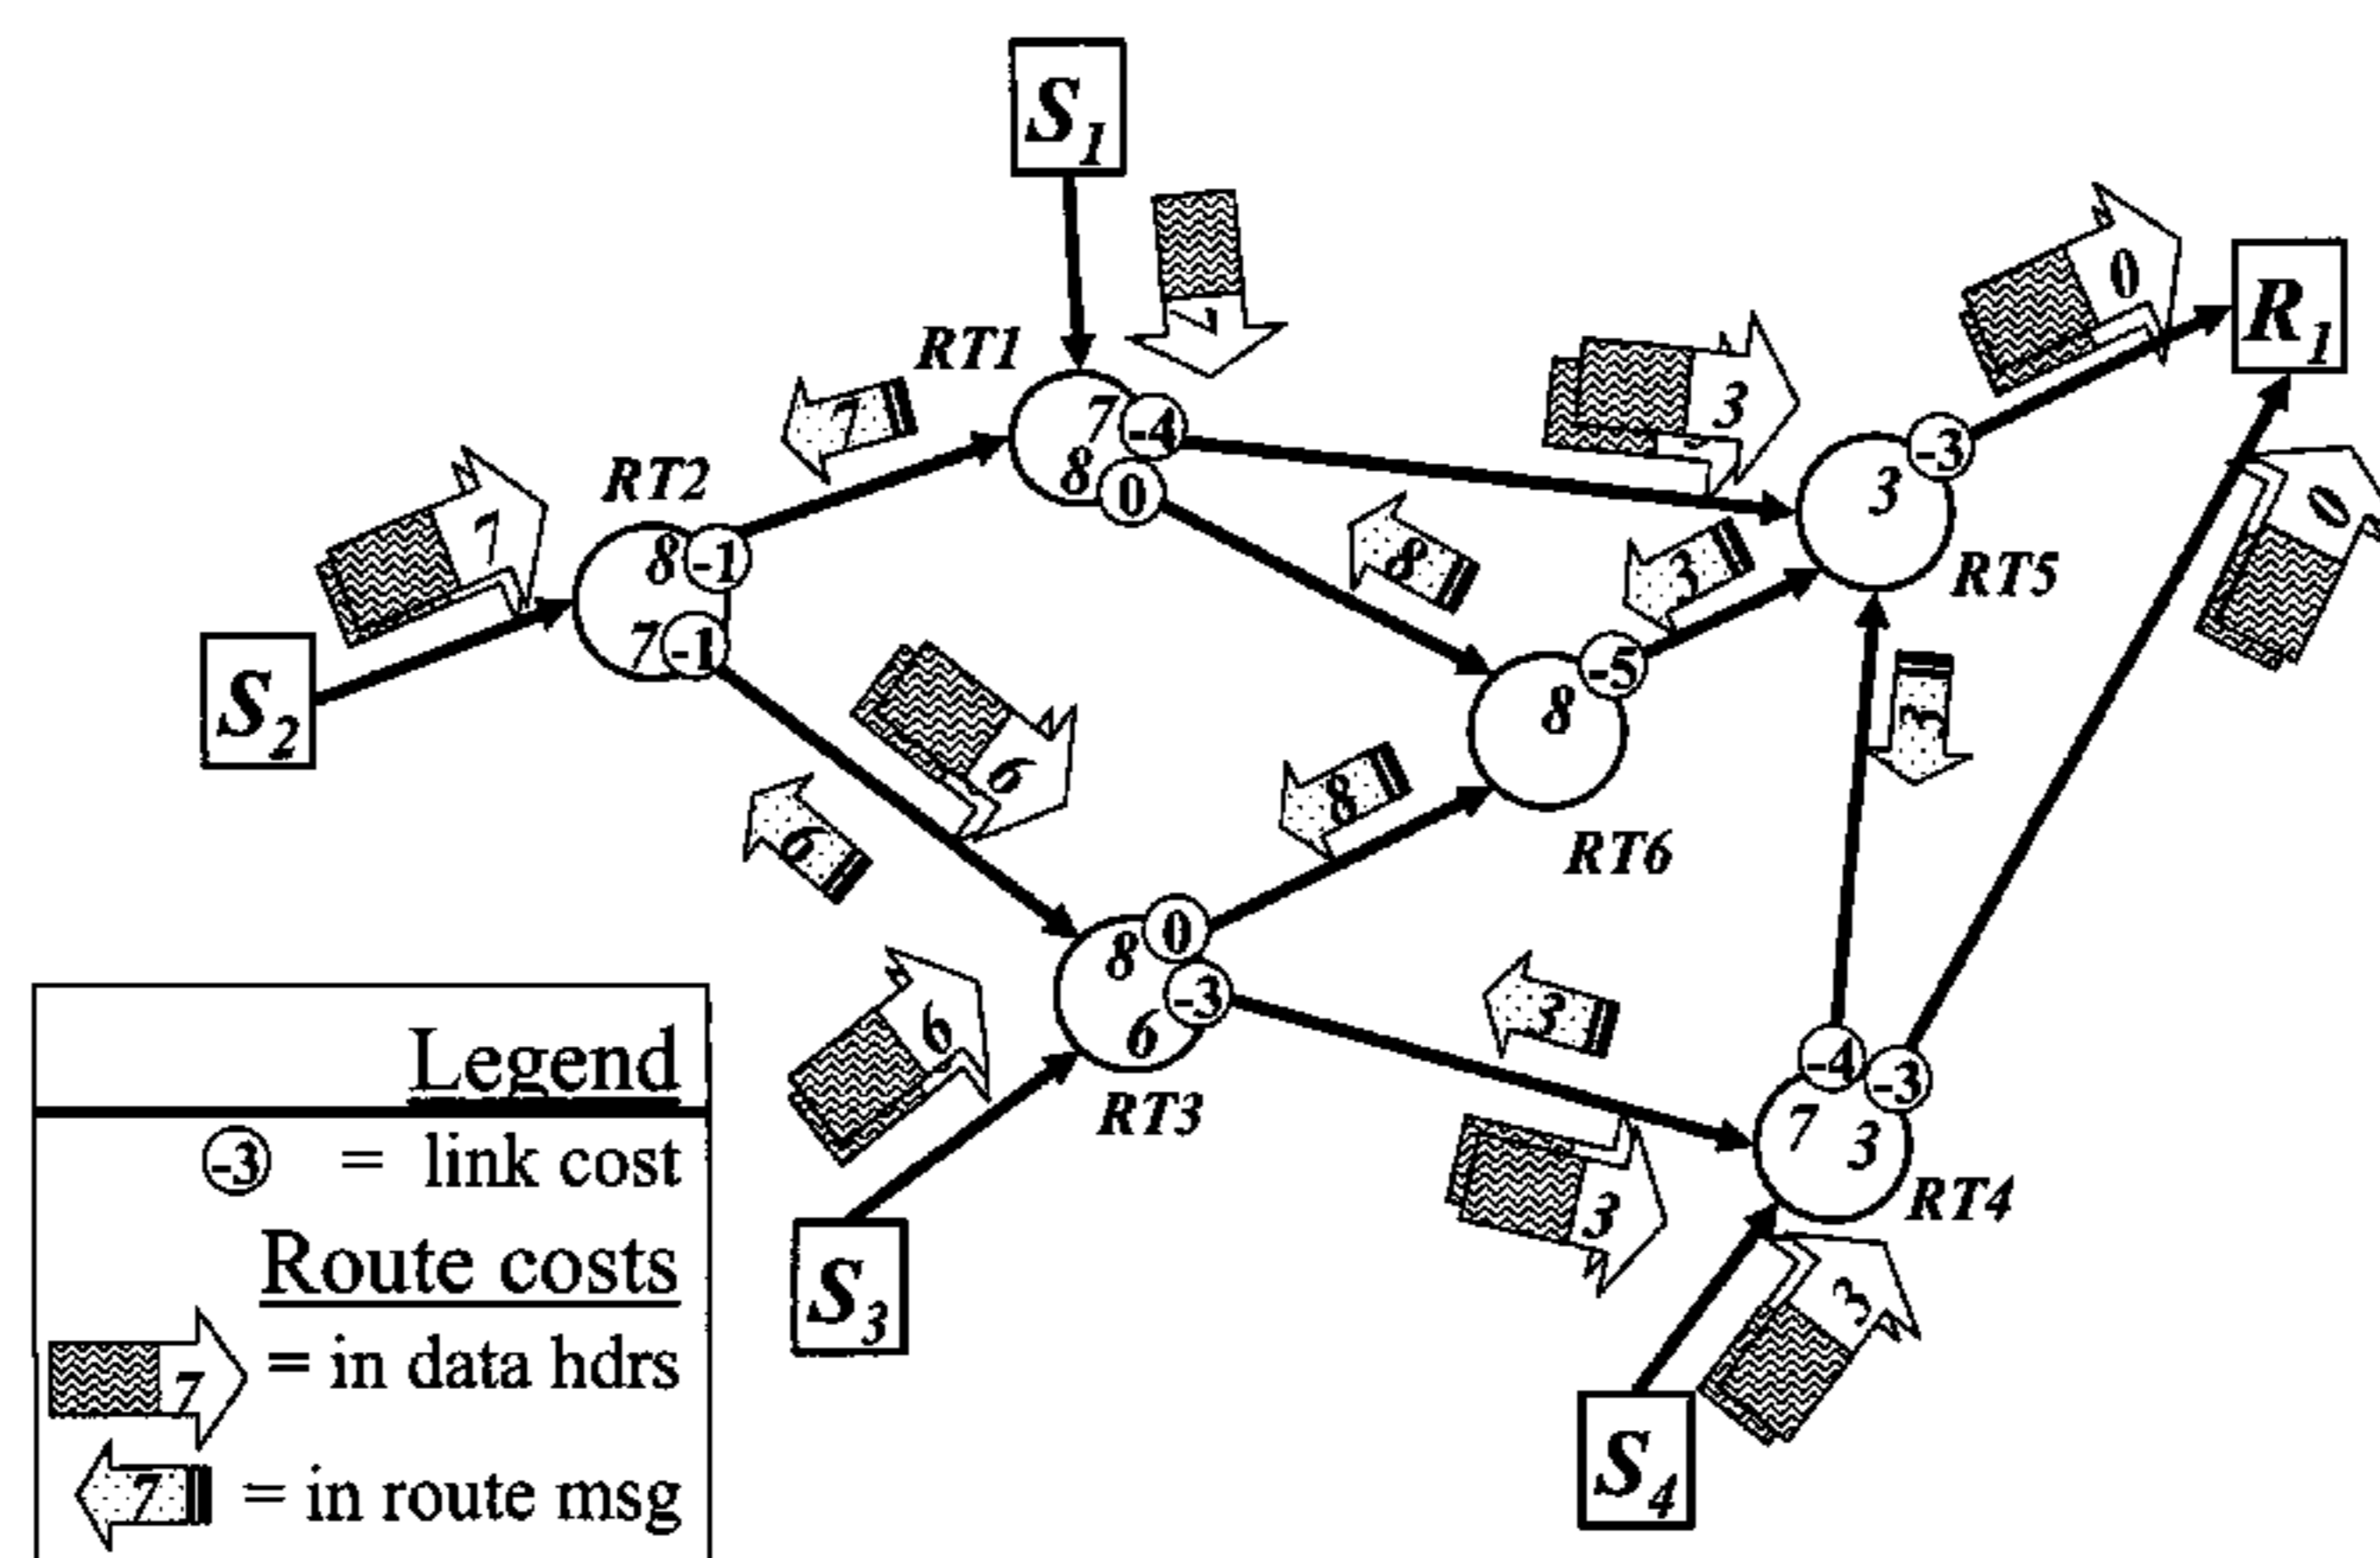 S1
0
R1
RT1
7
3
7
7 -4
-3
RT2
8 0
3
0
7
8
3
RT5
8 -1
7 -1
-5
S2
8
3
6
6
8
RT6
0
8
-3
6
3
6
-4 -3
RT3
7 3
3
RT4
S3
3
S4
Legend
-3 = link cost
Route costs
7 = in data hdrs
7 = in route msg